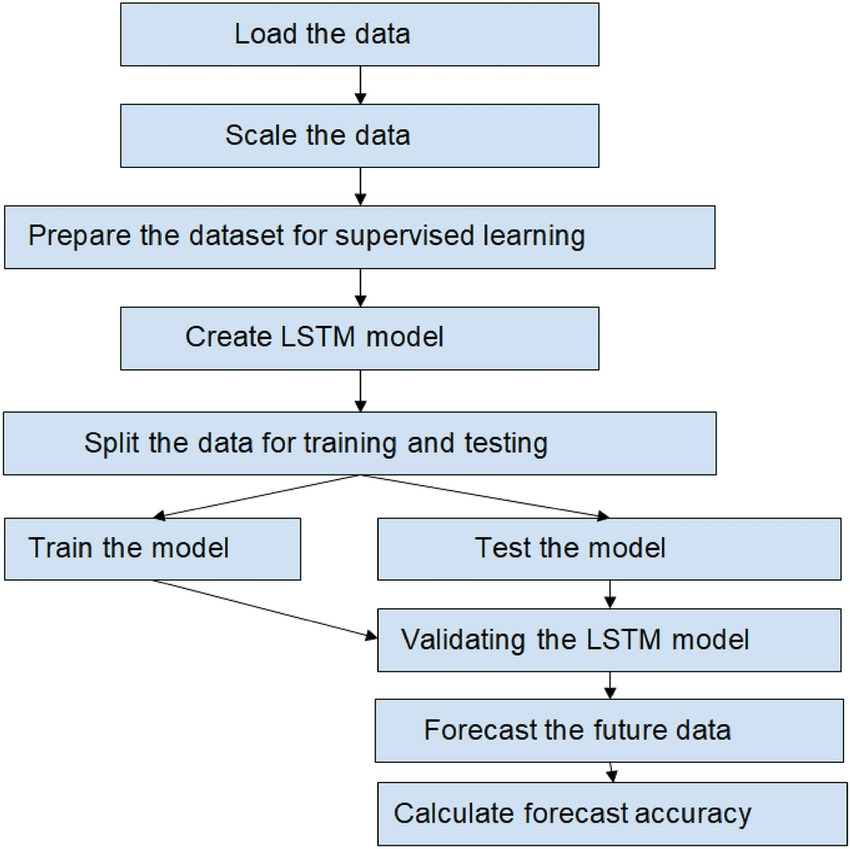 Load the data
Scale the data
Prepare the dataset for supervised learning
Create LSTM model
Split the data for training and testing
Train the model
Test the model
Validating the LSTM model
Forecast the future data
Calculate forecast accuracy